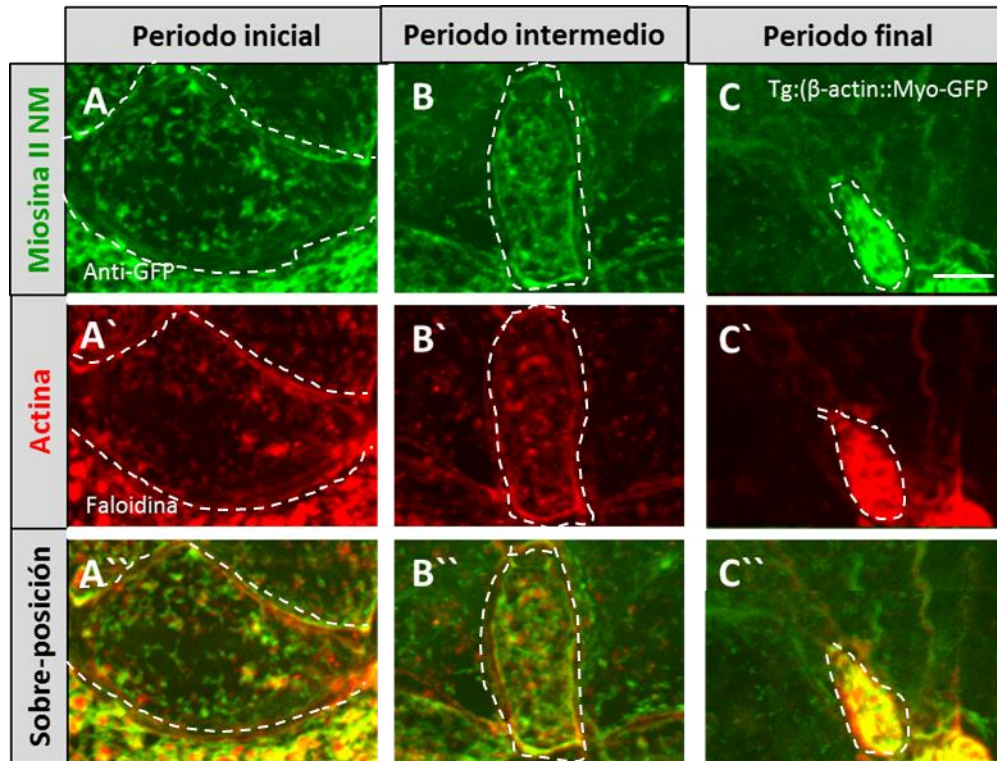 Periodo inicial
Periodo intermedio
Periodo final
Miosina II NM
A
Anti-GFP
B
C
Tg:(β-actin::Myo-GFP
Actina
A`
Faloidina
B`
C`
Sobre-posición
A``
B``
C``